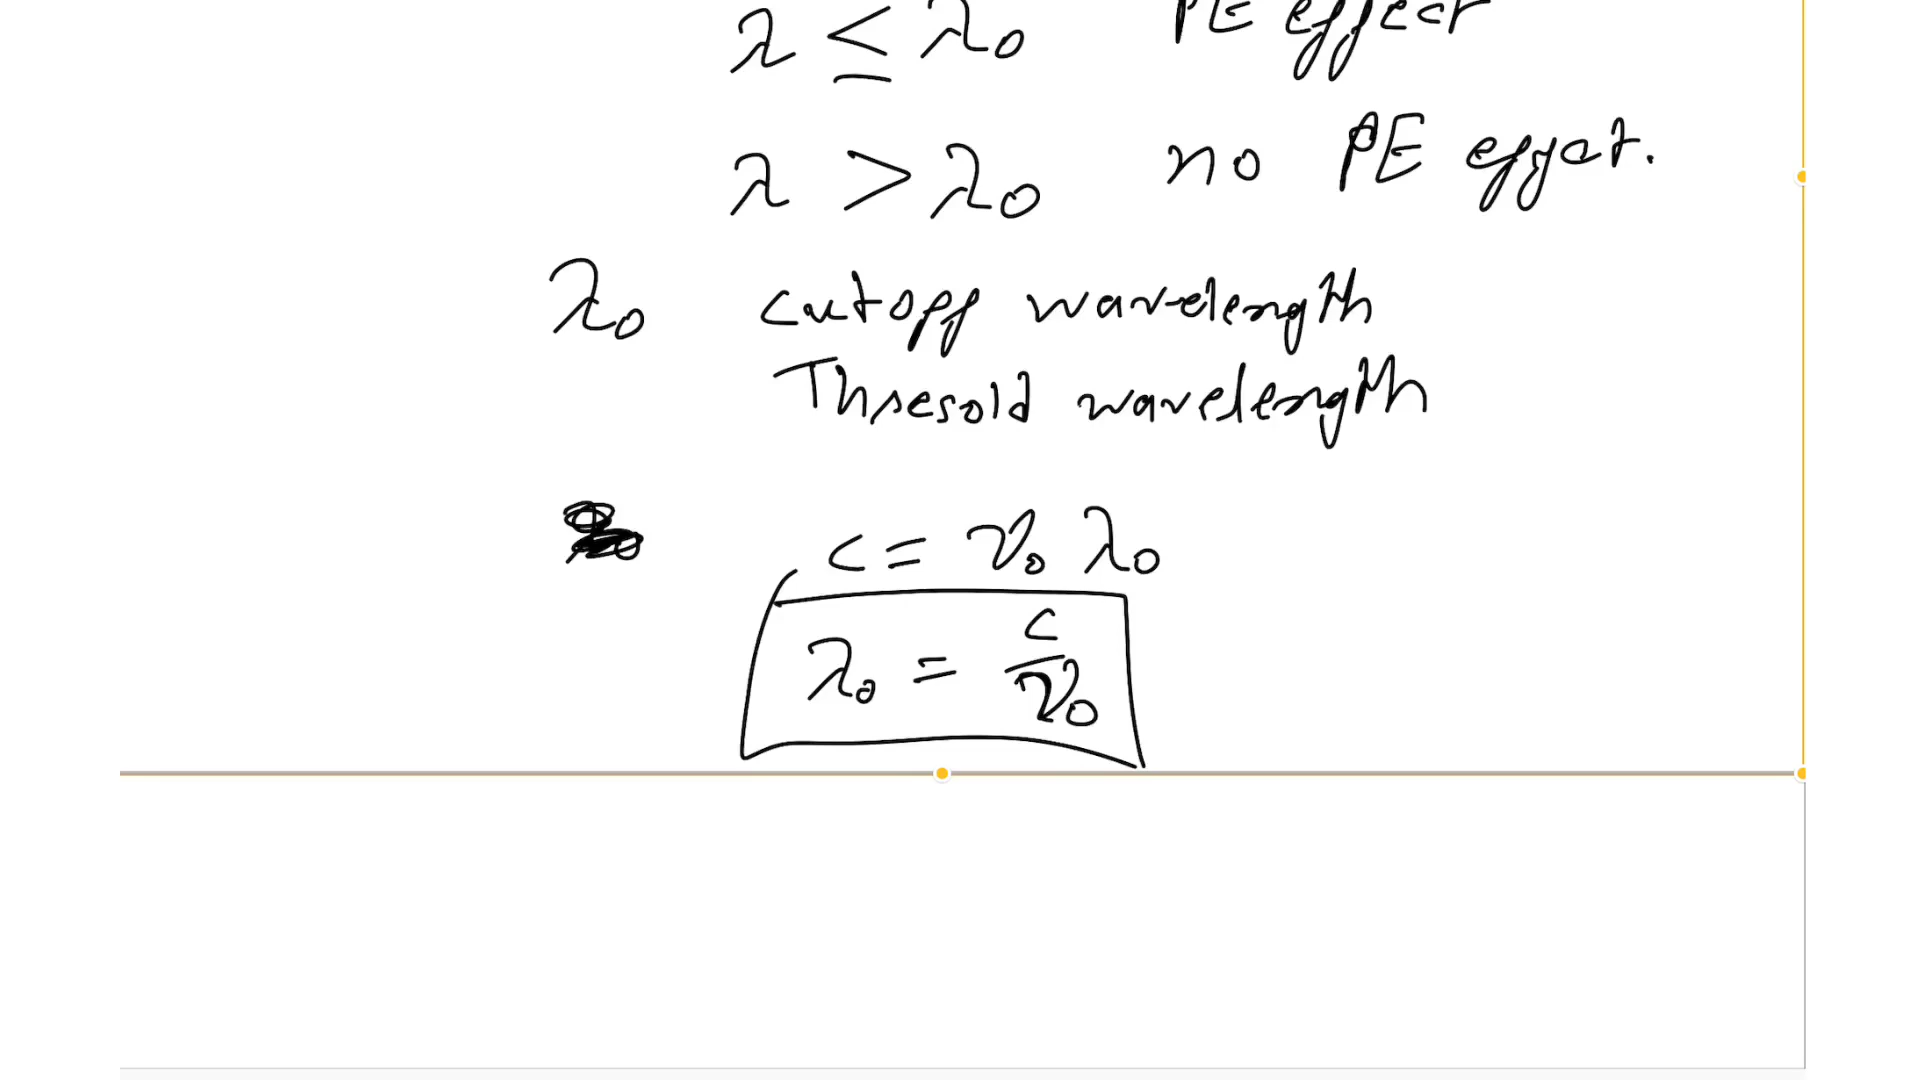 λ ≤ λ₀ PE effect
λ > λ₀ no PE effect.
λ₀ cutoff wavelength
Thresold wavelength
c = ν₀ λ₀
λ₀ = c/ν₀